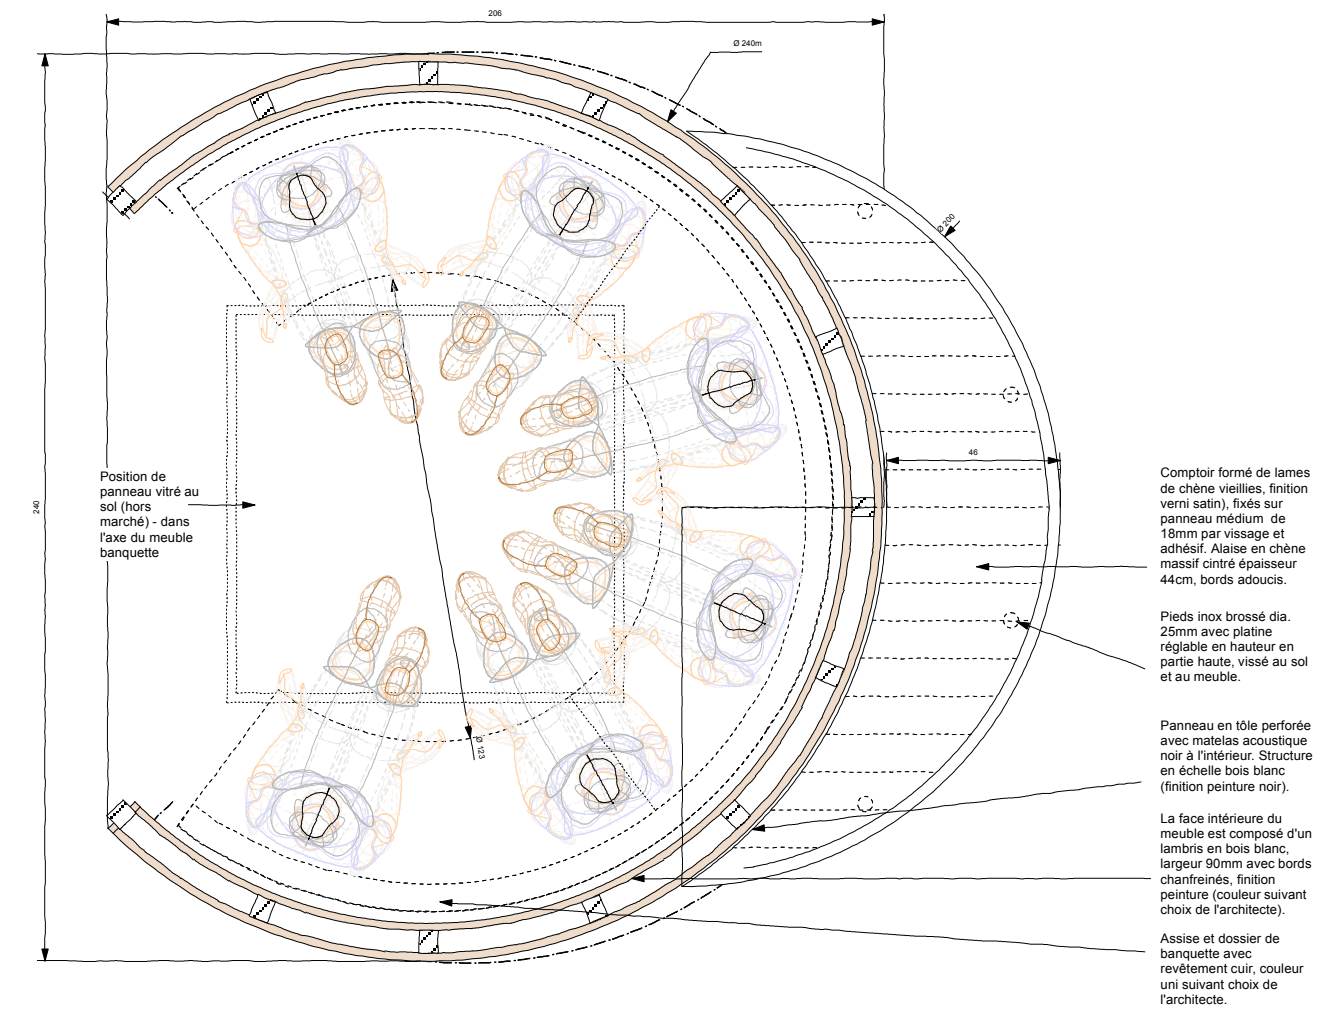 206
Ø 240m
Ø 200
46
240
Ø 123
Position de
panneau vitré au
sol (hors
marché) - dans
l'axe du meuble
banquette
Comptoir formé de lames
de chène vieillies, finition
verni satin), fixés sur
panneau médium de
18mm par vissage et
adhésif. Alaise en chène
massif cintré épaisseur
44cm, bords adoucis.
Pieds inox brossé dia.
25mm avec platine
réglable en hauteur en
partie haute, vissé au sol
et au meuble.
Panneau en tôle perforée
avec matelas acoustique
noir à l'intérieur. Structure
en échelle bois blanc
(finition peinture noir).
La face intérieure du
meuble est composé d'un
lambris en bois blanc,
largeur 90mm avec bords
chanfreinés, finition
peinture (couleur suivant
choix de l'architecte).
Assise et dossier de
banquette avec
revêtement cuir, couleur
uni suivant choix de
l'architecte.